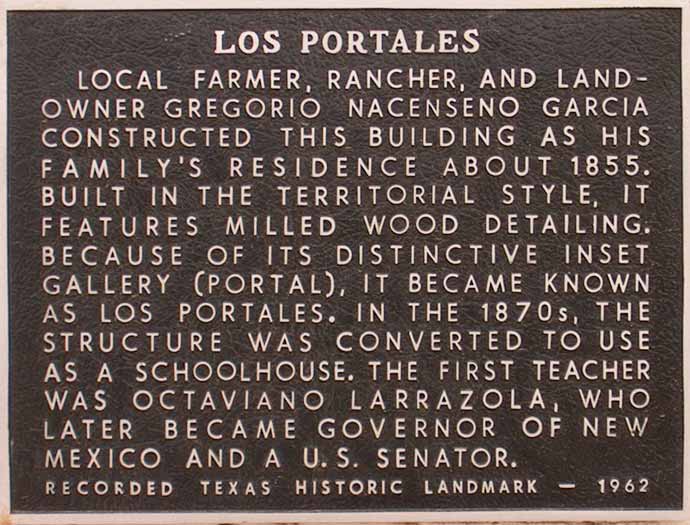 LOS PORTALES
LOCAL FARMER, RANCHER, AND LAND-
OWNER GREGORIO NACENSENO GARCIA
CONSTRUCTED THIS BUILDING AS HIS
FAMILY'S RESIDENCE ABOUT 1855.
BUILT IN THE TERRITORIAL STYLE, IT
FEATURES MILLED WOOD DETAILING.
BECAUSE OF ITS DISTINCTIVE INSET
GALLERY (PORTAL), IT BECAME KNOWN
AS LOS PORTALES. IN THE 1870s, THE
STRUCTURE WAS CONVERTED TO USE
AS A SCHOOLHOUSE. THE FIRST TEACHER
WAS OCTAVIANO LARRAZOLA, WHO
LATER BECAME GOVERNOR OF NEW
MEXICO AND A U.S. SENATOR.
RECORDED TEXAS HISTORIC LANDMARK – 1962